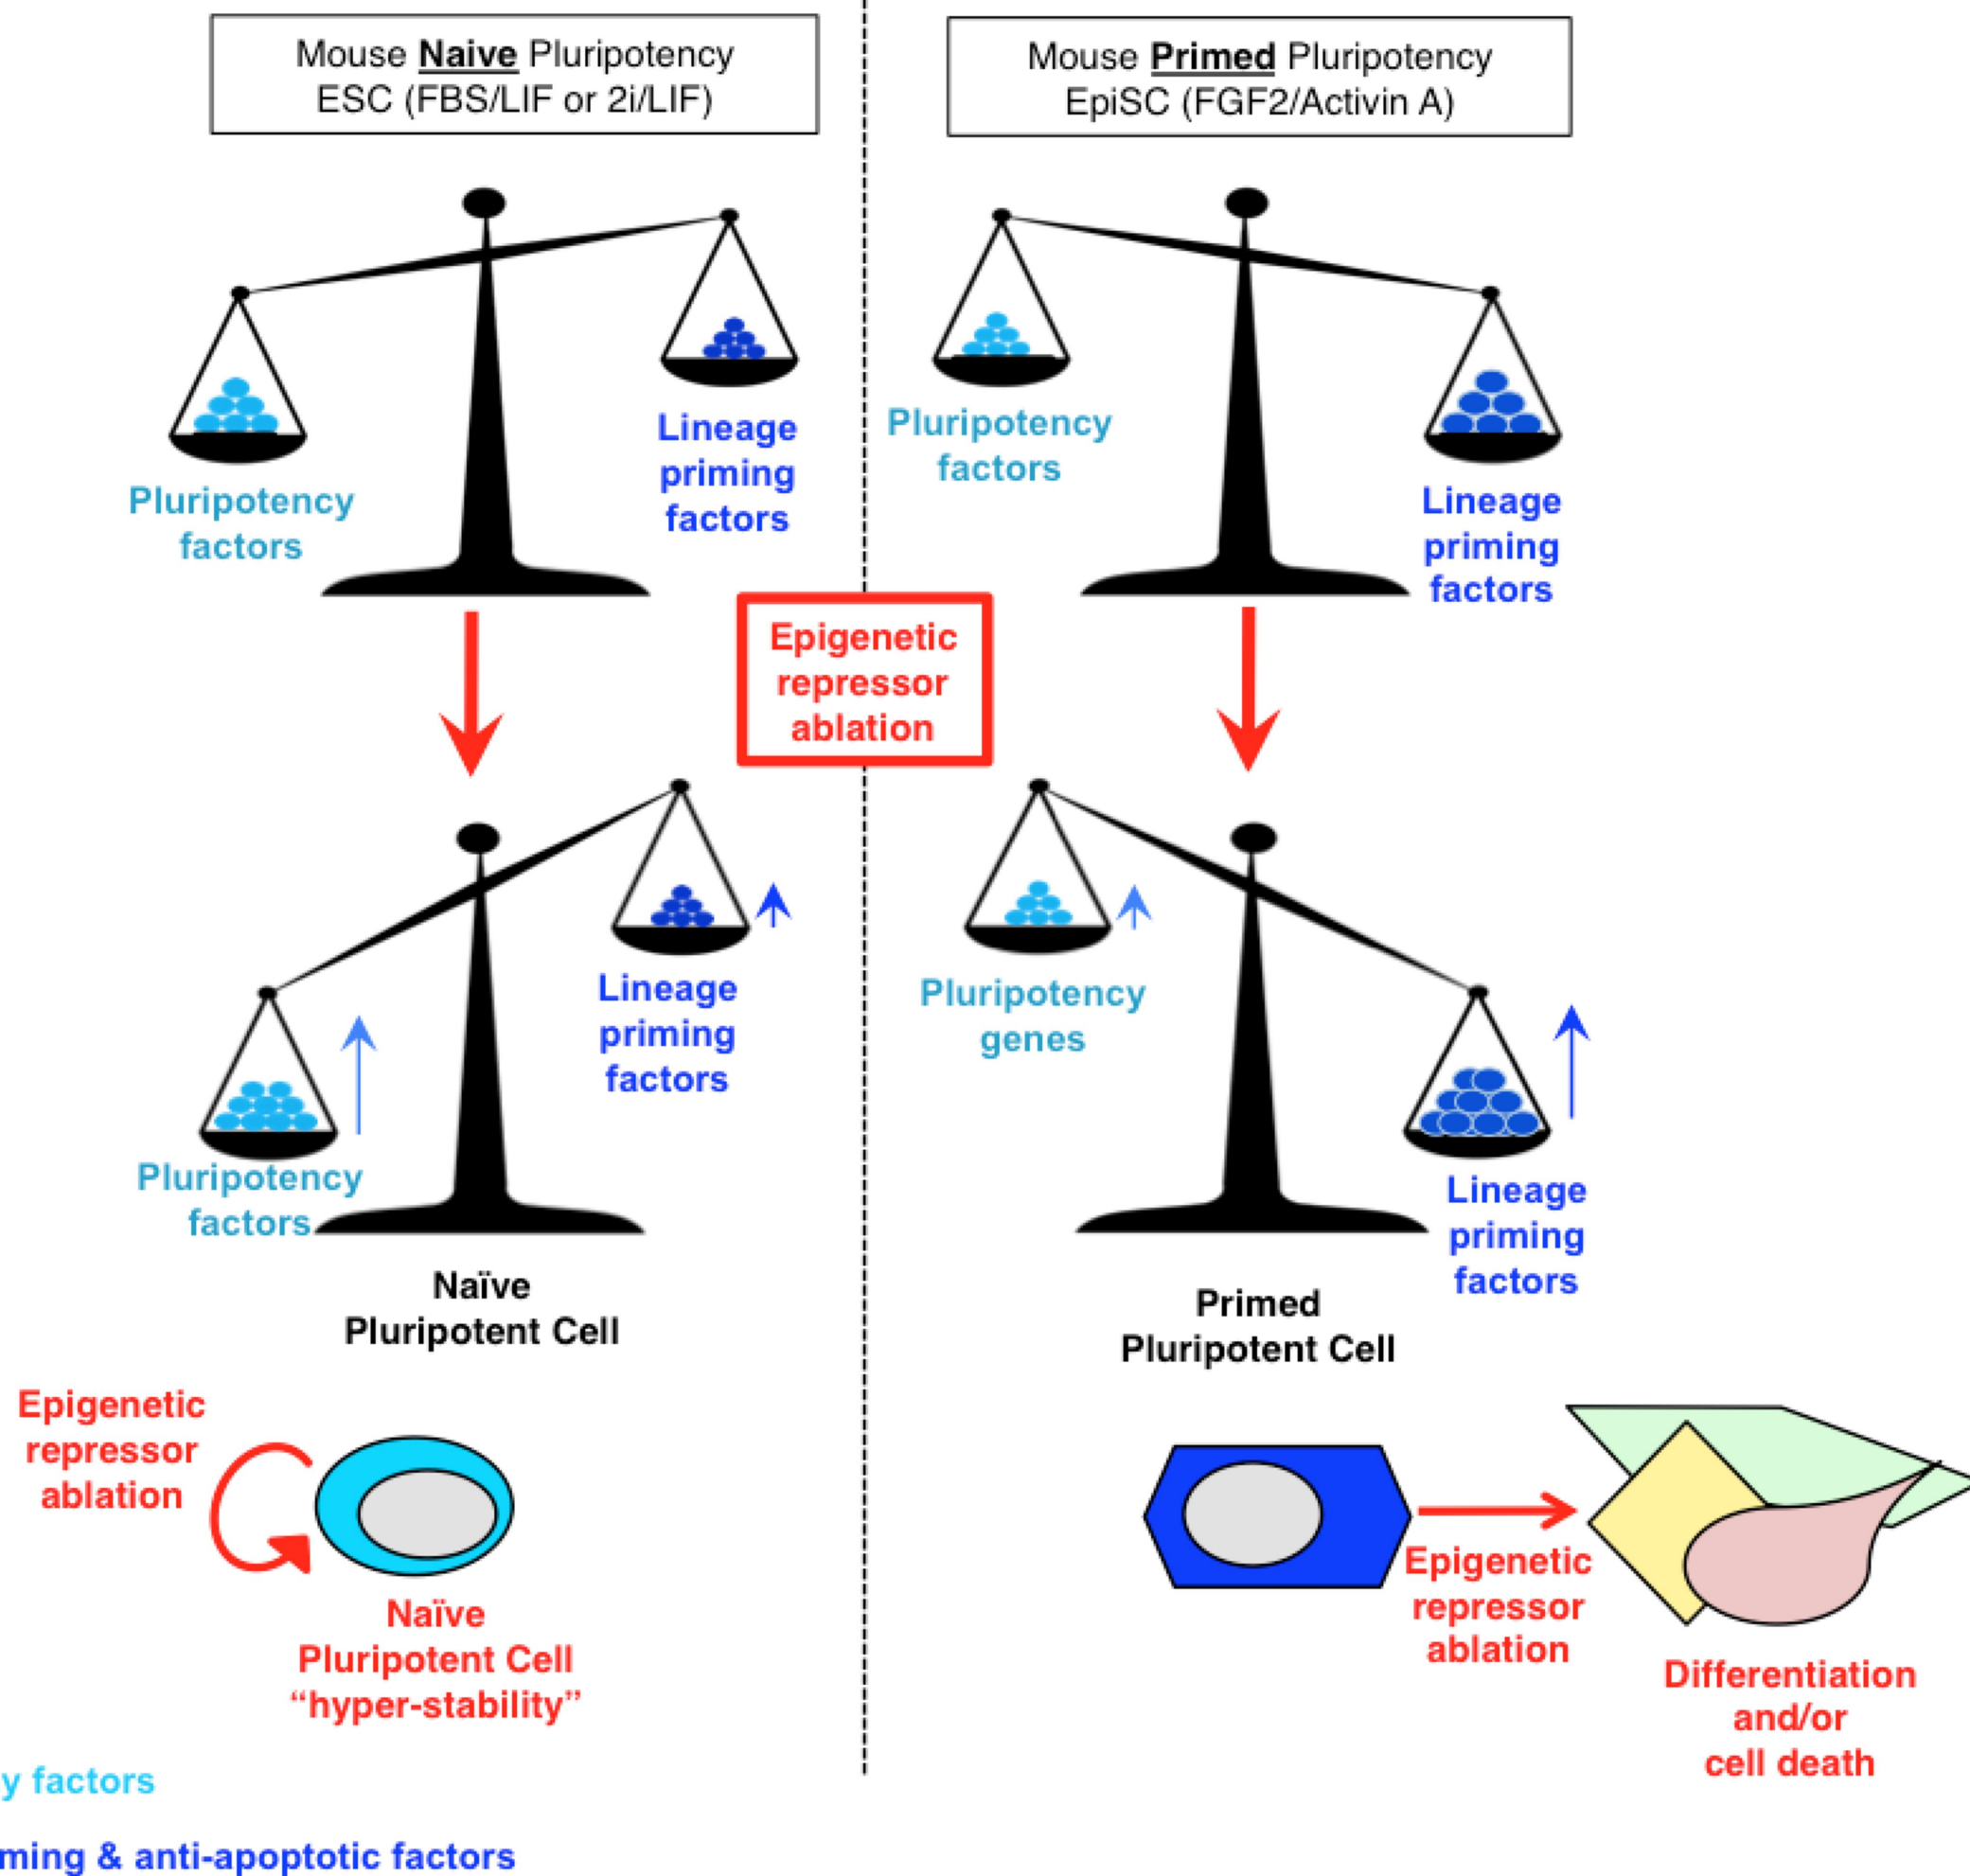 Mouse Naive Pluripotency
ESC (FBS/LIF or 2i/LIF)
Mouse Primed Pluripotency
EpiSC (FGF2/Activin A)
Pluripotency
factors
Lineage
priming
factors
Pluripotency
factors
Lineage
priming
factors
Epigenetic
repressor
ablation
Lineage
priming
factors
Pluripotency
factors
Pluripotency
genes
Lineage
priming
factors
Naïve
Pluripotent Cell
Primed
Pluripotent Cell
Epigenetic
repressor
ablation
Naïve
Pluripotent Cell
“hyper-stability”
Epigenetic
repressor
ablation
Differentiation
and/or
cell death
y factors
ming & anti-apoptotic factors